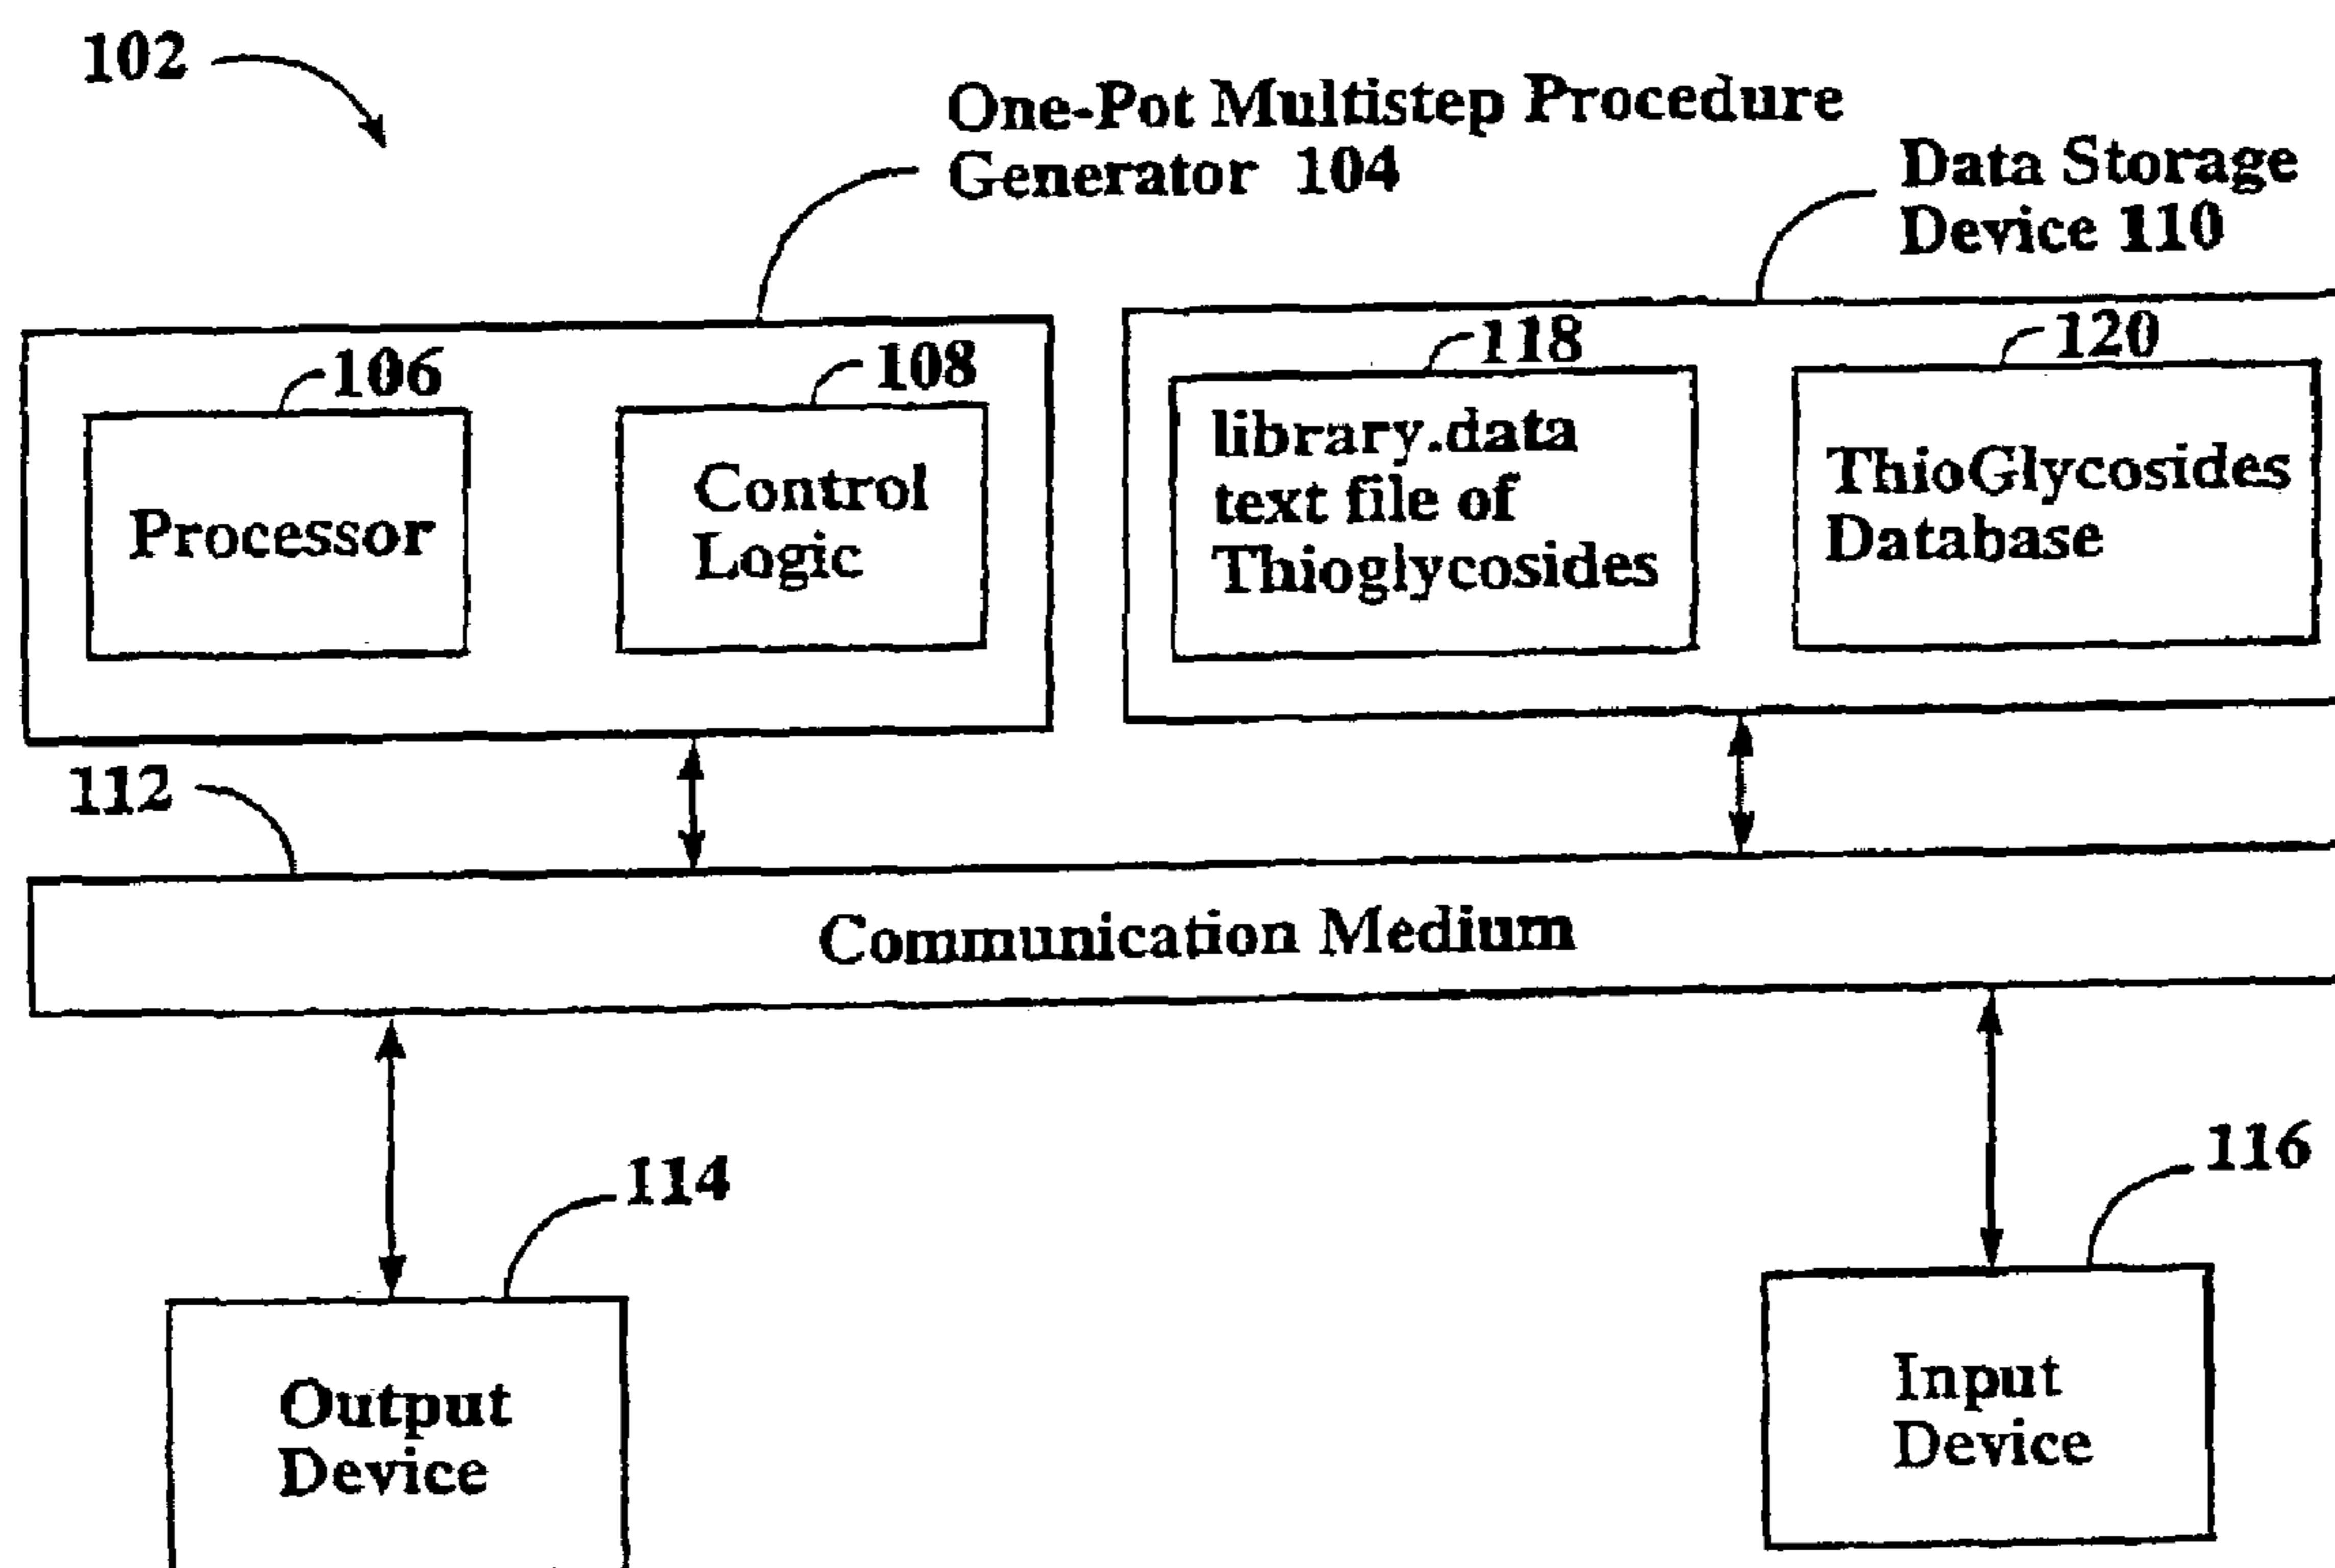 102
One-Pot Multistep Procedure
Generator 104
Data Storage
Device 110
106
108
118
120
Processor
Control
Logic
library.data
text file of
Thioglycosides
ThioGlycosides
Database
112
Communication Medium
114
116
Output
Device
Input
Device